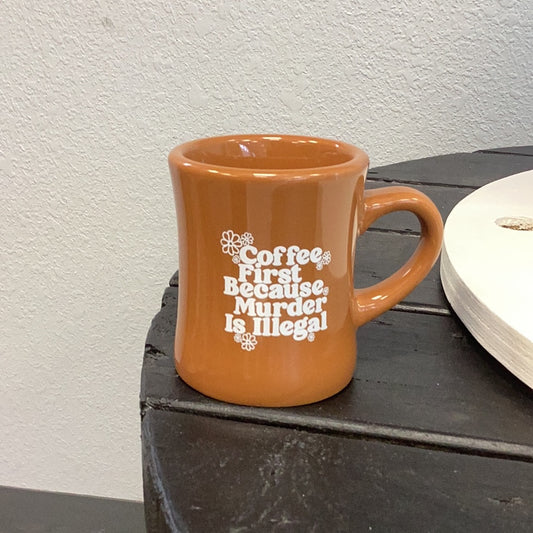 Coffee
First
Because
Murder
Is Illegal